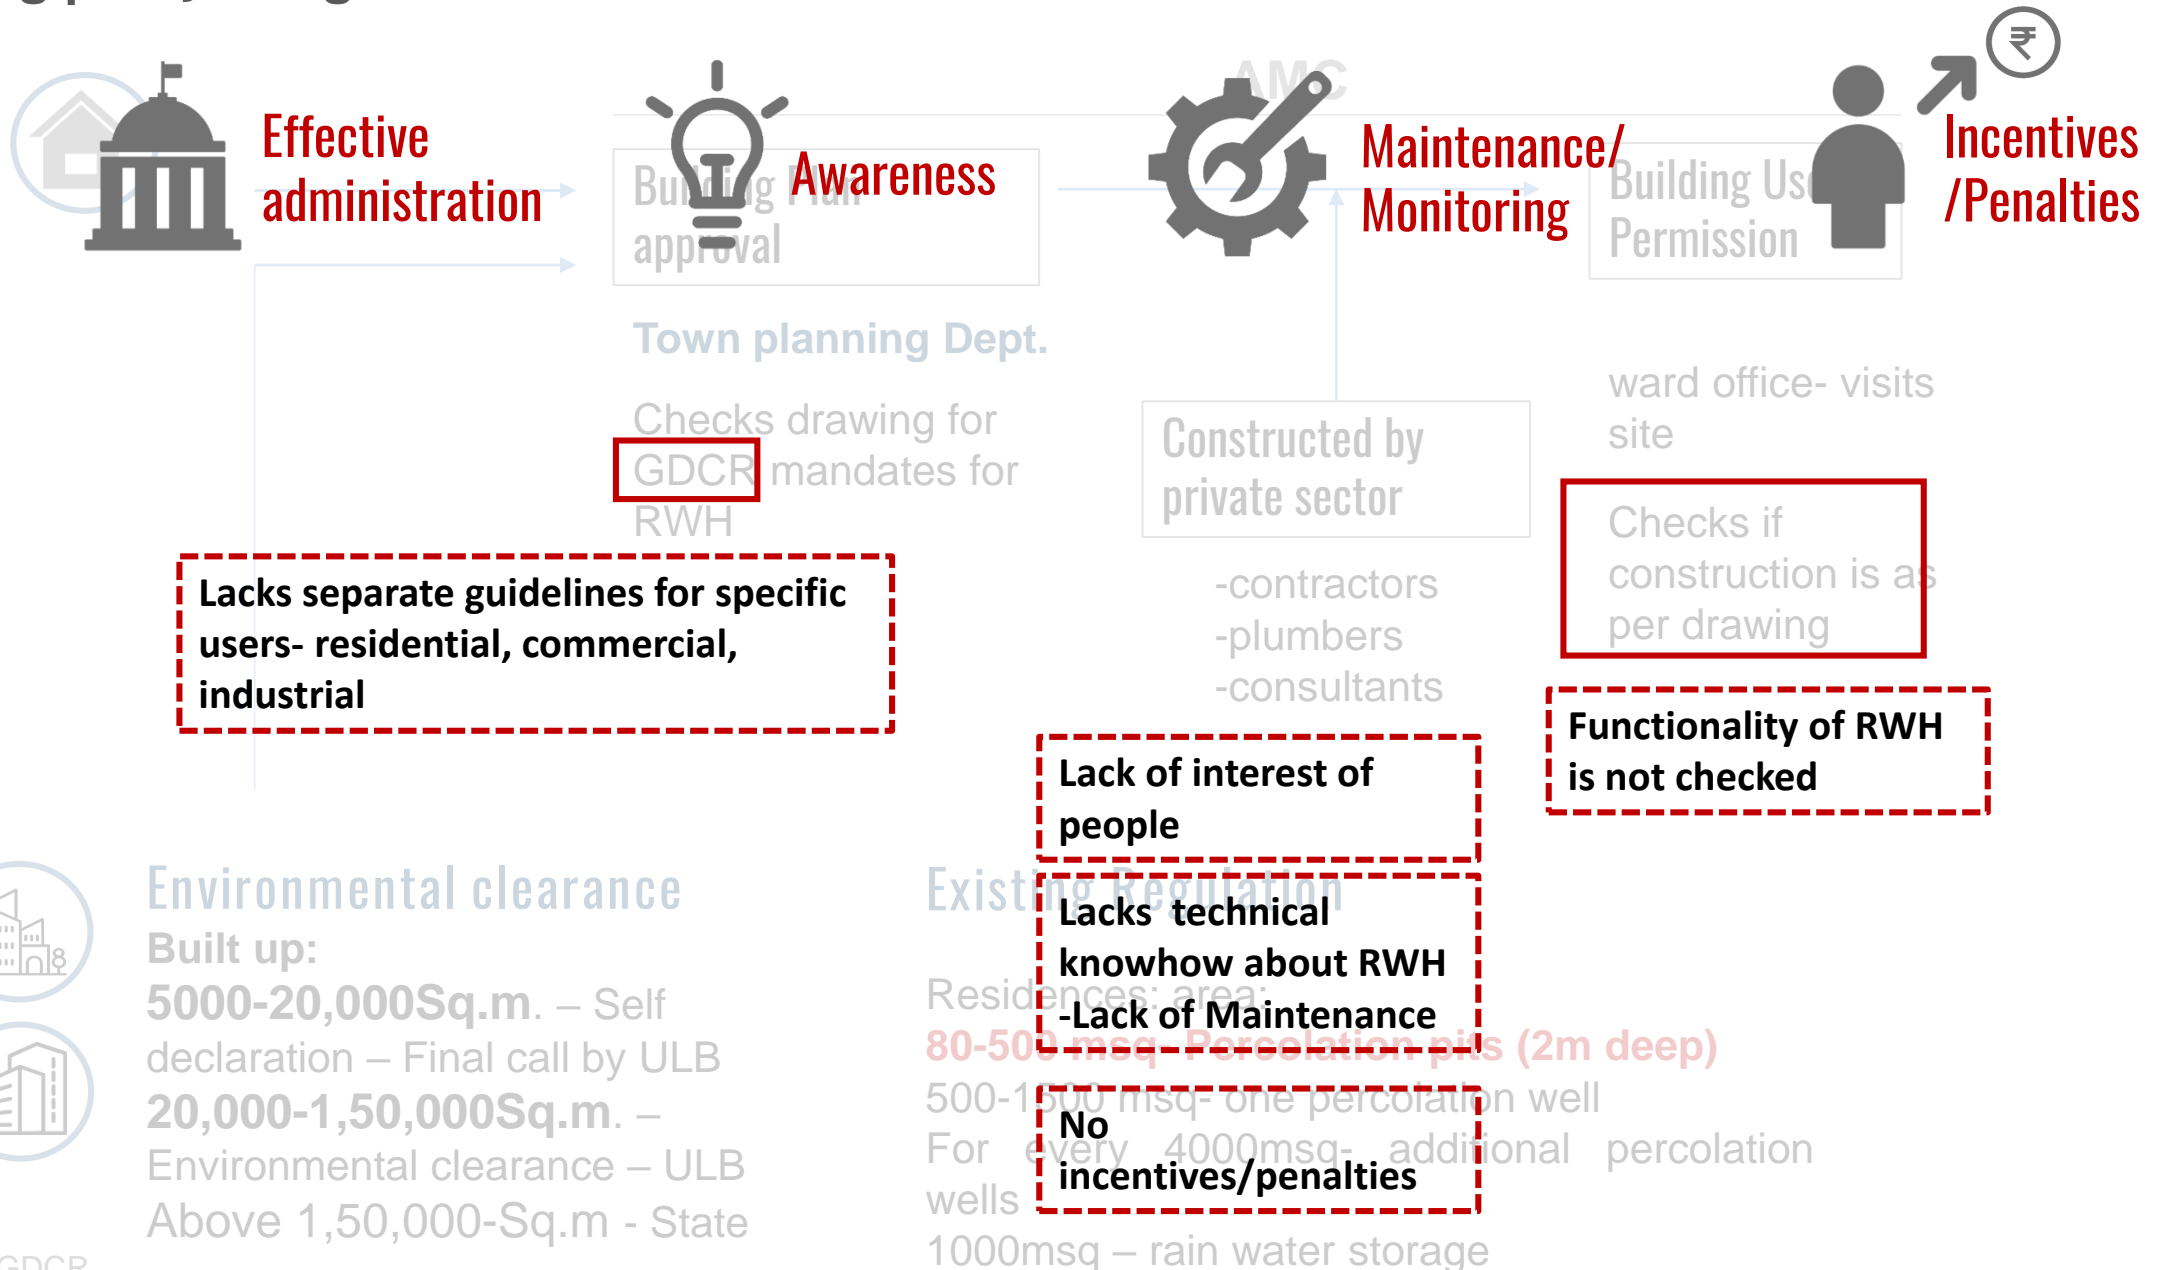 AMC
Effective
administration
Awareness
Maintenance/
Monitoring
Incentives
/Penalties
₹
Building Plan
approval
Building Use
Permission
Town planning Dept.
Checks drawing for
GDCR mandates for
RWH
Constructed by
private sector
-contractors
-plumbers
-consultants
ward office- visits
site
Checks if
construction is as
per drawing
Lacks separate guidelines for specific
users- residential, commercial,
industrial
Functionality of RWH
is not checked
Lack of interest of
people
Lacks technical
knowhow about RWH
-Lack of Maintenance
No
incentives/penalties
Environmental clearance
Built up:
5000-20,000Sq.m. – Self
declaration – Final call by ULB
20,000-1,50,000Sq.m. –
Environmental clearance – ULB
Above 1,50,000-Sq.m - State
Existing Regulation
Residences: area:
80-500 msq- Percolation pits (2m deep)
500-1500 msq- one percolation well
For every 4000msq- additional percolation
wells
1000msq – rain water storage
GDCR